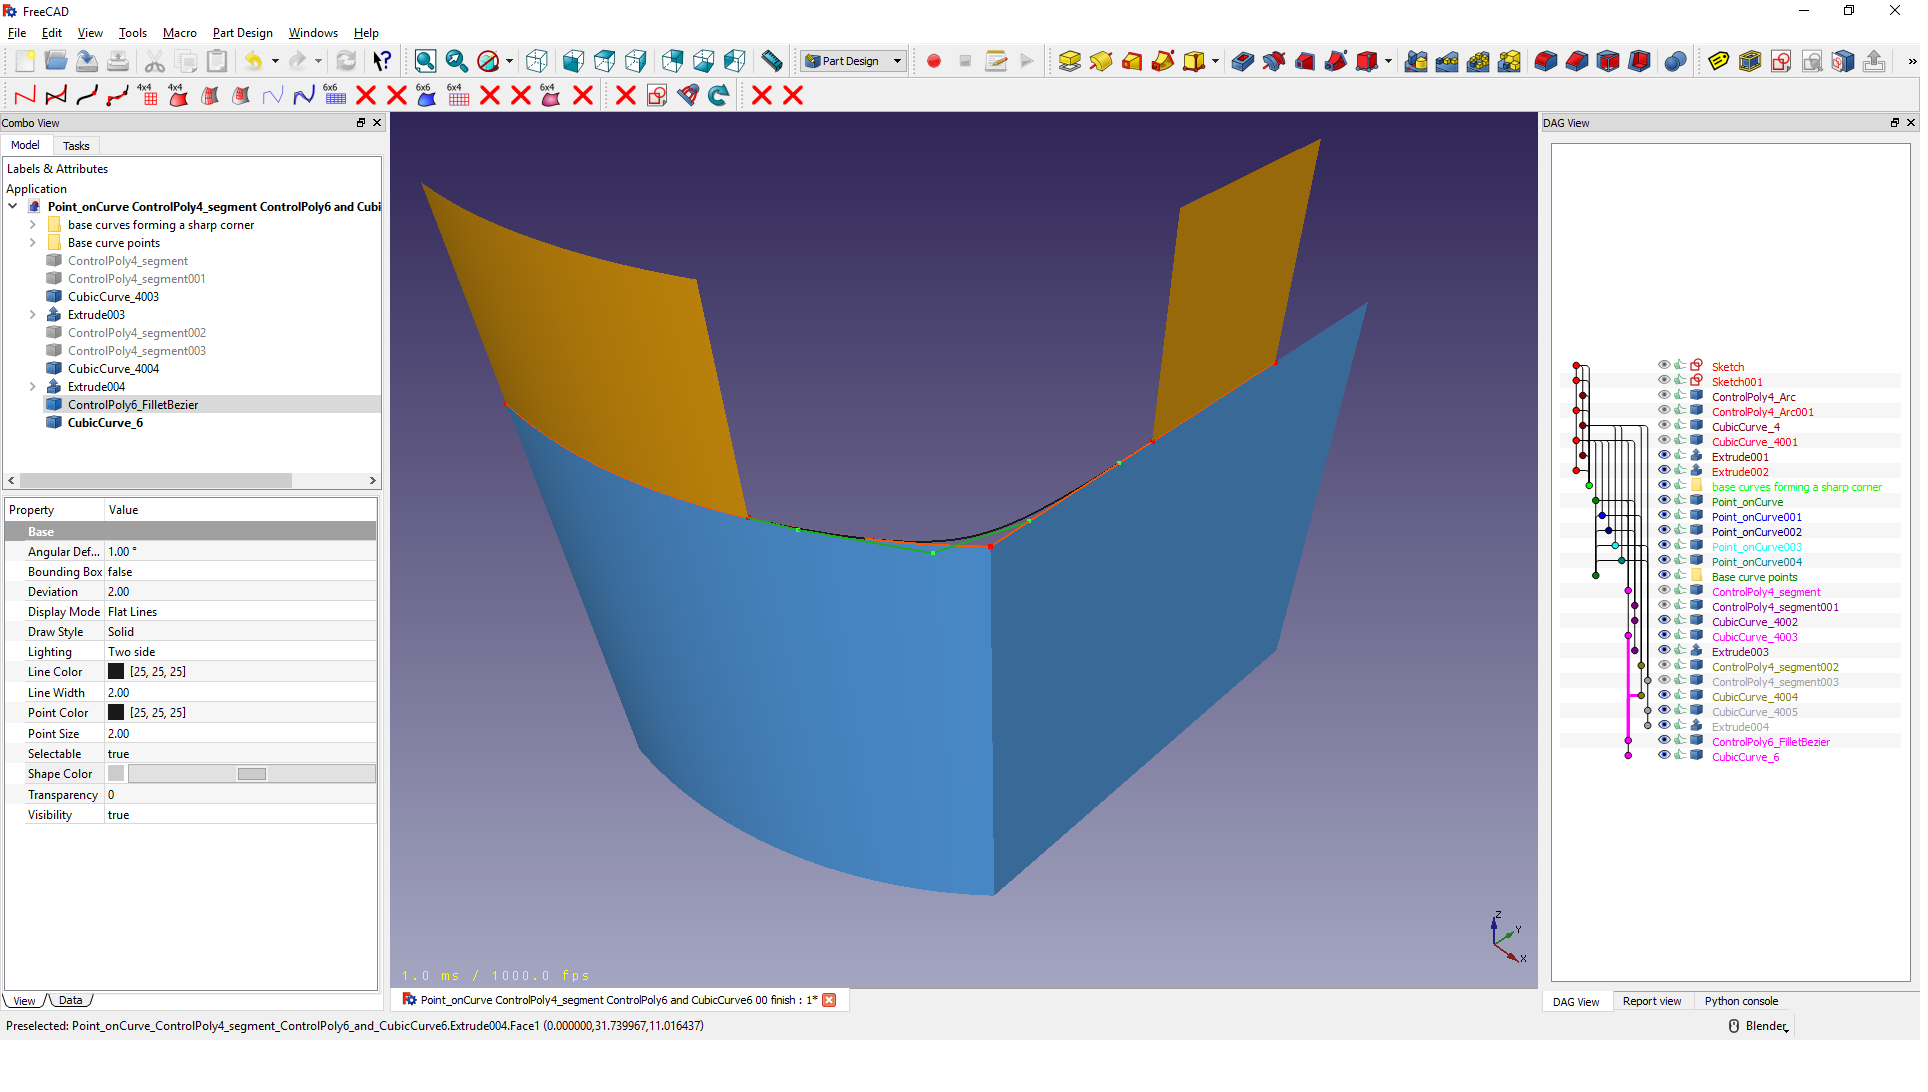 FreeCAD
File Edit View Tools Macro Part Design Windows Help
Part Design
4x4 4x4 6x6 6x6 6x4 6x4
Combo View
Model Tasks
Labels & Attributes
Application
Point_onCurve ControlPoly4_segment ControlPoly6 and Cubi
base curves forming a sharp corner
Base curve points
ControlPoly4_segment
ControlPoly4_segment001
CubicCurve_4003
Extrude003
ControlPoly4_segment002
ControlPoly4_segment003
CubicCurve_4004
Extrude004
ControlPoly6_FilletBezier
CubicCurve_6
Property Value
Base
Angular Def... 1.00 °
Bounding Box false
Deviation 2.00
Display Mode Flat Lines
Draw Style Solid
Lighting Two side
Line Color [25, 25, 25]
Line Width 2.00
Point Color [25, 25, 25]
Point Size 2.00
Selectable true
Shape Color
Transparency 0
Visibility true
View Data
1.0 ms / 1000.0 fps
Z
Y
X
Point_onCurve ControlPoly4_segment ControlPoly6 and CubicCurve6 00 finish : 1*
DAG View
Sketch
Sketch001
ControlPoly4_Arc
ControlPoly4_Arc001
CubicCurve_4
CubicCurve_4001
Extrude001
Extrude002
base curves forming a sharp corner
Point_onCurve
Point_onCurve001
Point_onCurve002
Point_onCurve003
Point_onCurve004
Base curve points
ControlPoly4_segment
ControlPoly4_segment001
CubicCurve_4002
CubicCurve_4003
Extrude003
ControlPoly4_segment002
ControlPoly4_segment003
CubicCurve_4004
CubicCurve_4005
Extrude004
ControlPoly6_FilletBezier
CubicCurve_6
DAG View Report view Python console
Preselected: Point_onCurve_ControlPoly4_segment_ControlPoly6_and_CubicCurve6.Extrude004.Face1 (0.000000,31.739967,11.016437)
Blender